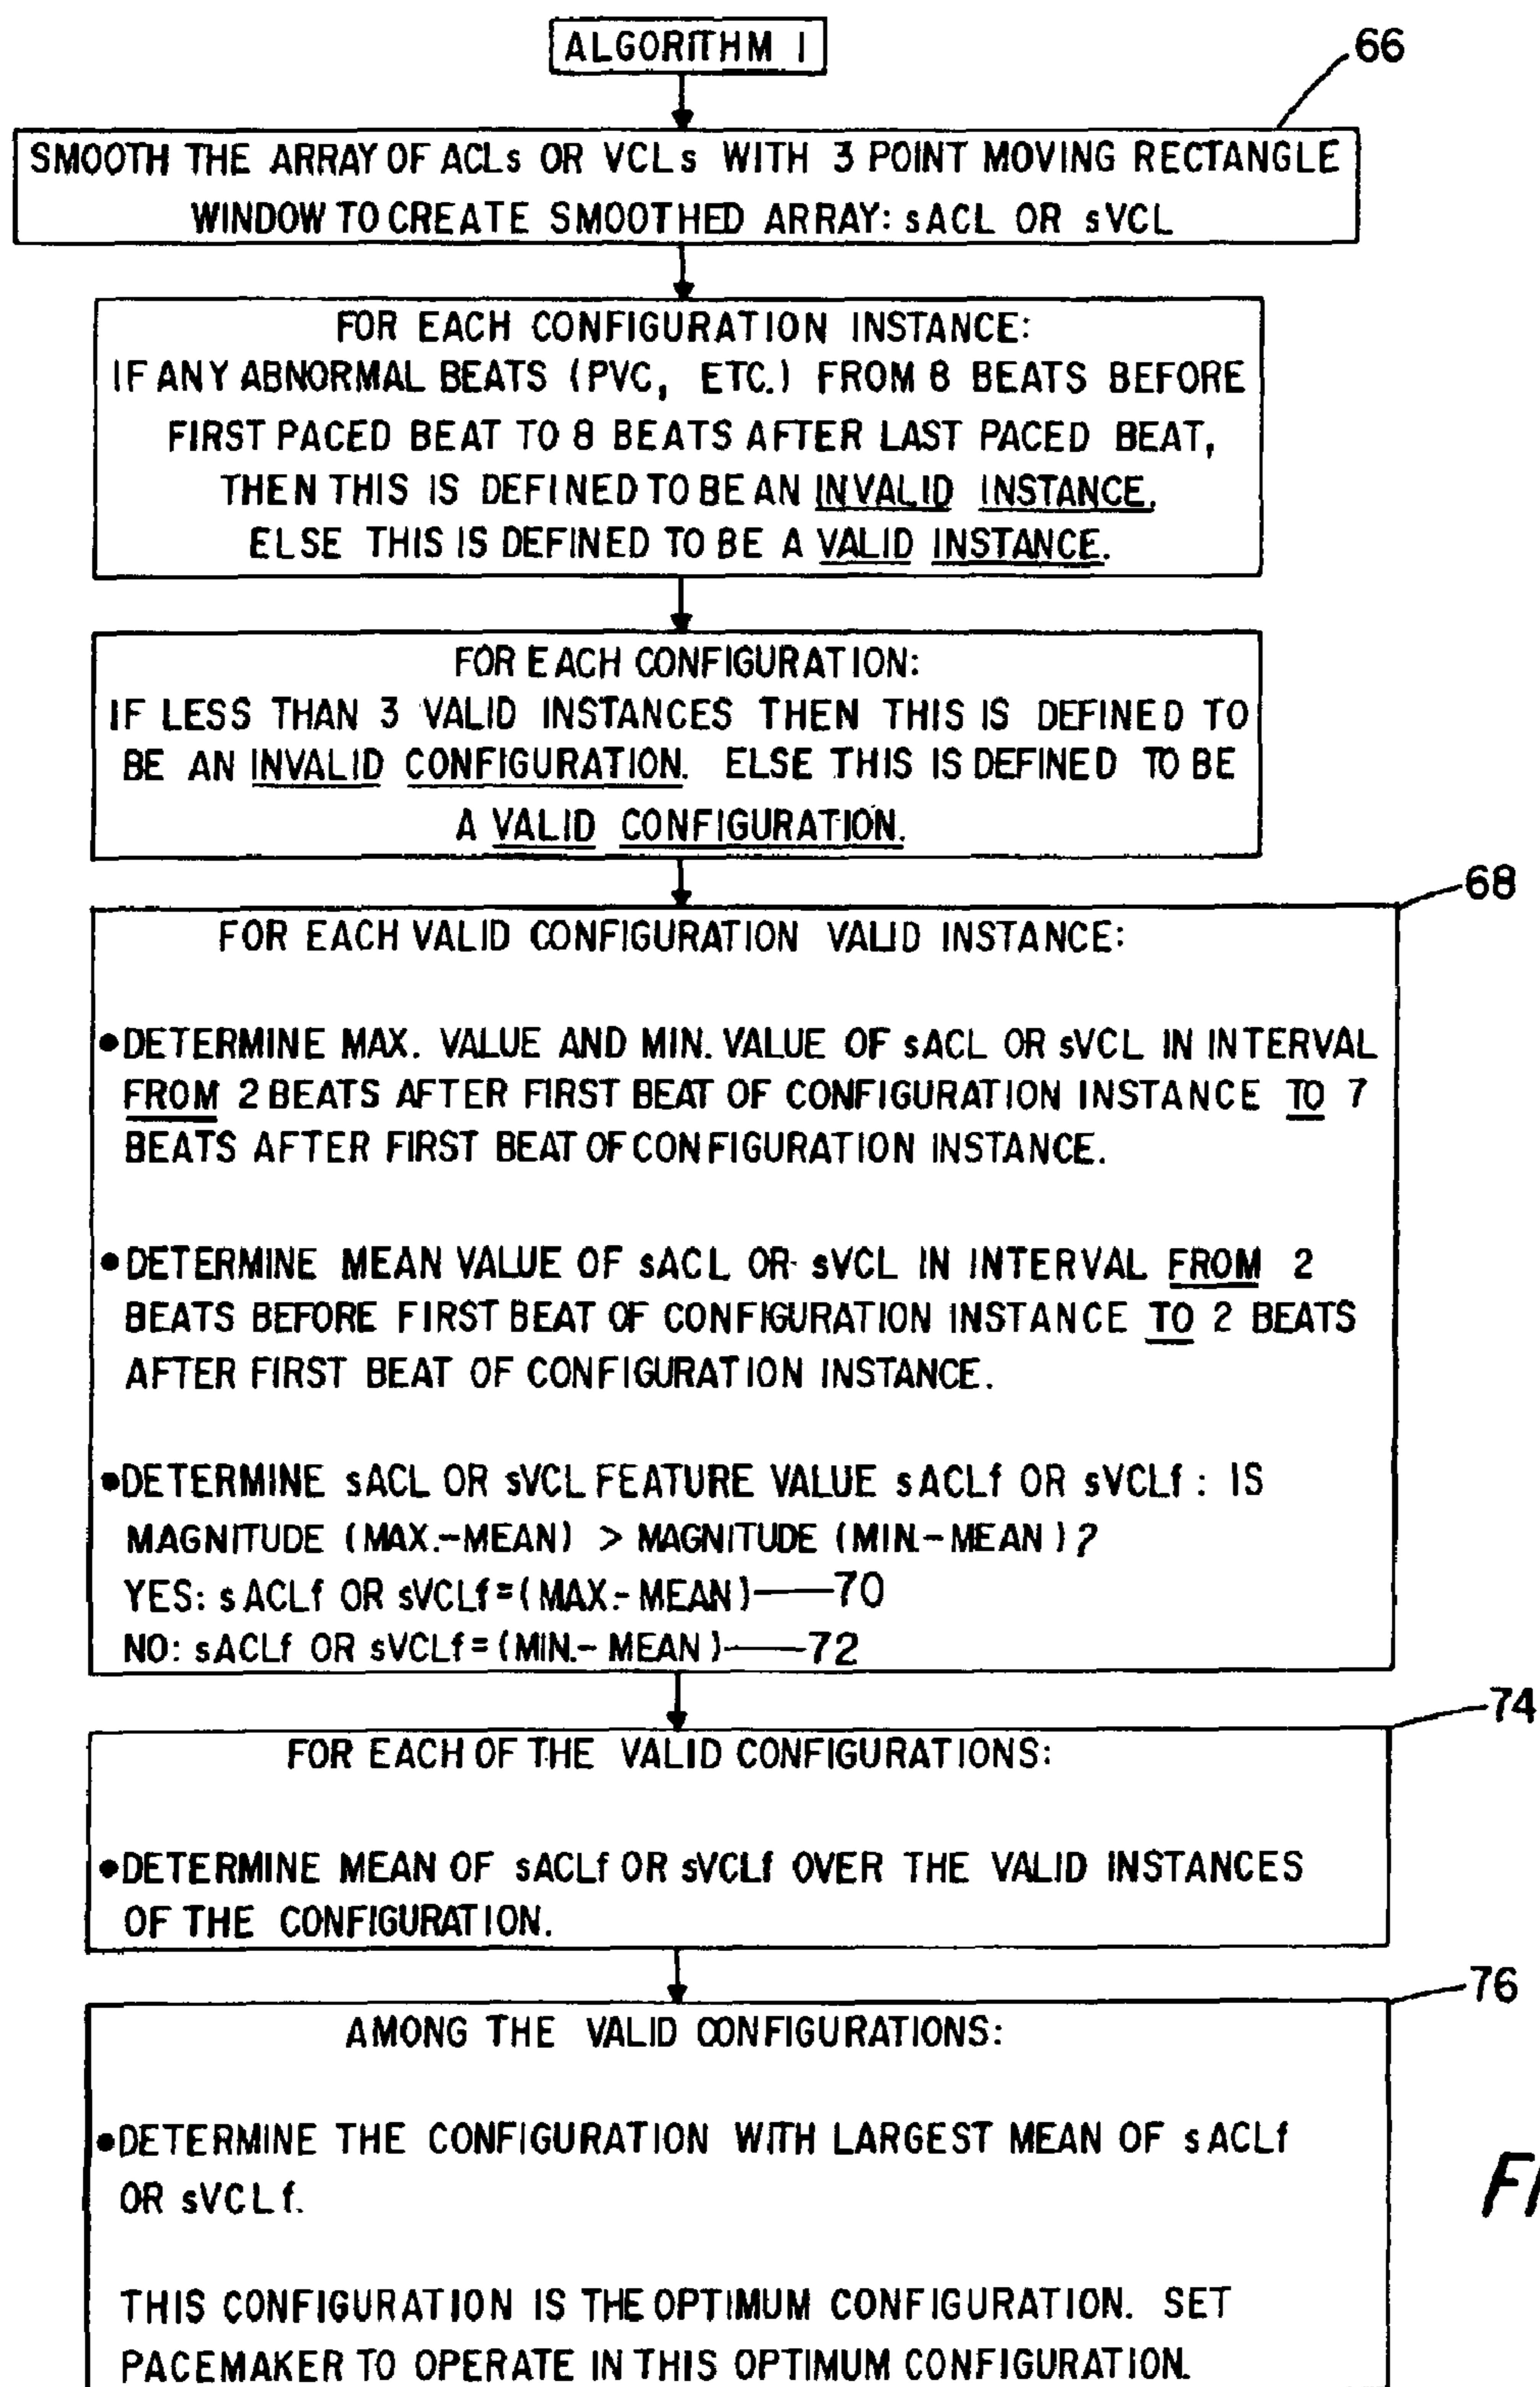 ALGORITHM 1
66
SMOOTH THE ARRAY OF ACLs OR VCLs WITH 3 POINT MOVING RECTANGLE
WINDOW TO CREATE SMOOTHED ARRAY: sACL OR sVCL
FOR EACH CONFIGURATION INSTANCE:
IF ANY ABNORMAL BEATS (PVC, ETC.) FROM 8 BEATS BEFORE
FIRST PACED BEAT TO 8 BEATS AFTER LAST PACED BEAT,
THEN THIS IS DEFINED TO BE AN INVALID INSTANCE.
ELSE THIS IS DEFINED TO BE A VALID INSTANCE.
FOR EACH CONFIGURATION:
IF LESS THAN 3 VALID INSTANCES THEN THIS IS DEFINED TO
BE AN INVALID CONFIGURATION. ELSE THIS IS DEFINED TO BE
A VALID CONFIGURATION.
68
FOR EACH VALID CONFIGURATION VALID INSTANCE:
•DETERMINE MAX. VALUE AND MIN. VALUE OF sACL OR sVCL IN INTERVAL
FROM 2 BEATS AFTER FIRST BEAT OF CONFIGURATION INSTANCE TO 7
BEATS AFTER FIRST BEAT OF CONFIGURATION INSTANCE.
•DETERMINE MEAN VALUE OF sACL OR sVCL IN INTERVAL FROM 2
BEATS BEFORE FIRST BEAT OF CONFIGURATION INSTANCE TO 2 BEATS
AFTER FIRST BEAT OF CONFIGURATION INSTANCE.
•DETERMINE sACL OR sVCL FEATURE VALUE sACLf OR sVCLf : IS
MAGNITUDE (MAX.-MEAN) > MAGNITUDE (MIN.-MEAN)?
YES: sACLf OR sVCLf=(MAX.-MEAN)—70
NO: sACLf OR sVCLf=(MIN.-MEAN)—72
74
FOR EACH OF THE VALID CONFIGURATIONS:
•DETERMINE MEAN OF sACLf OR sVCLf OVER THE VALID INSTANCES
OF THE CONFIGURATION.
76
AMONG THE VALID CONFIGURATIONS:
•DETERMINE THE CONFIGURATION WITH LARGEST MEAN OF sACLf
OR sVCLf.
THIS CONFIGURATION IS THE OPTIMUM CONFIGURATION. SET
PACEMAKER TO OPERATE IN THIS OPTIMUM CONFIGURATION.